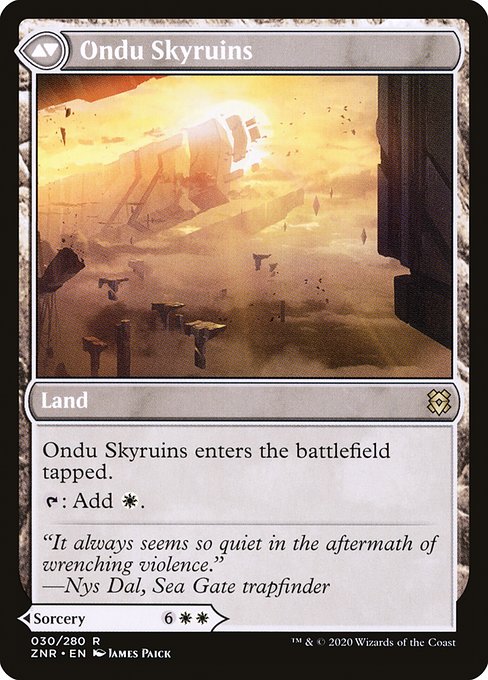 Ondu Skyruins
Land
Ondu Skyruins enters the battlefield
tapped.
: Add .
“It always seems so quiet in the aftermath of
wrenching violence.”
—Nys Dal, Sea Gate trapfinder
Sorcery 6
030/280 R
ZNR • EN James Paick
™ & © 2020 Wizards of the Coast